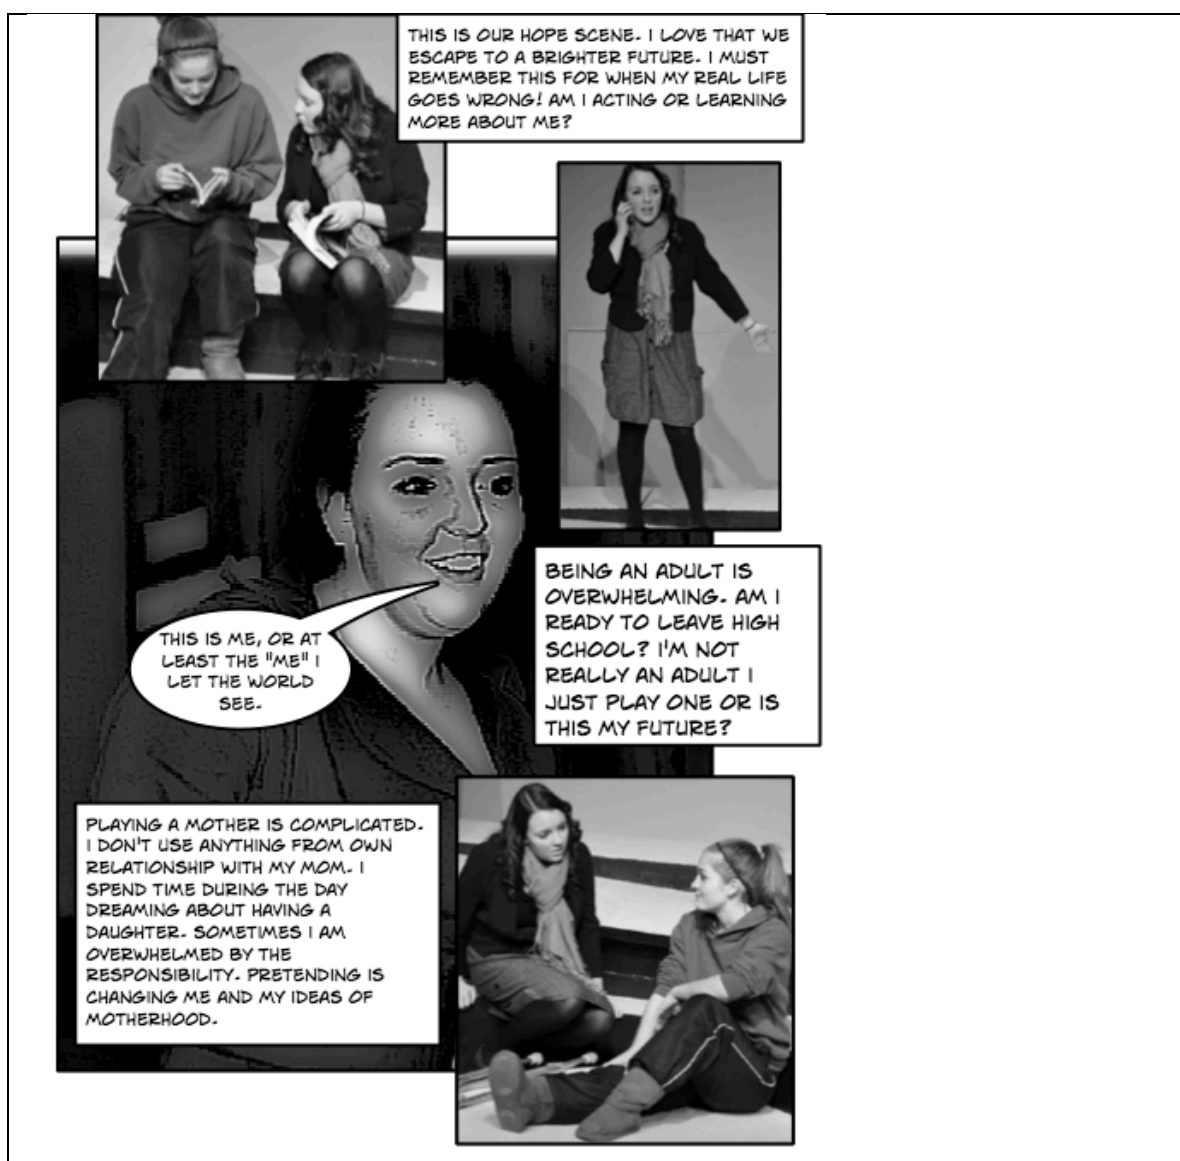 THIS IS OUR HOPE SCENE. I LOVE THAT WE
ESCAPE TO A BRIGHTER FUTURE. I MUST
REMEMBER THIS FOR WHEN MY REAL LIFE
GOES WRONG! AM I ACTING OR LEARNING
MORE ABOUT ME?
BEING AN ADULT IS
OVERWHELMING. AM I
READY TO LEAVE HIGH
SCHOOL? I'M NOT
REALLY AN ADULT I
JUST PLAY ONE OR IS
THIS MY FUTURE?
THIS IS ME, OR AT
LEAST THE "ME" I
LET THE WORLD
SEE.
PLAYING A MOTHER IS COMPLICATED.
I DON'T USE ANYTHING FROM OWN
RELATIONSHIP WITH MY MOM. I
SPEND TIME DURING THE DAY
DREAMING ABOUT HAVING A
DAUGHTER. SOMETIMES I AM
OVERWHELMED BY THE
RESPONSIBILITY. PRETENDING IS
CHANGING ME AND MY IDEAS OF
MOTHERHOOD.